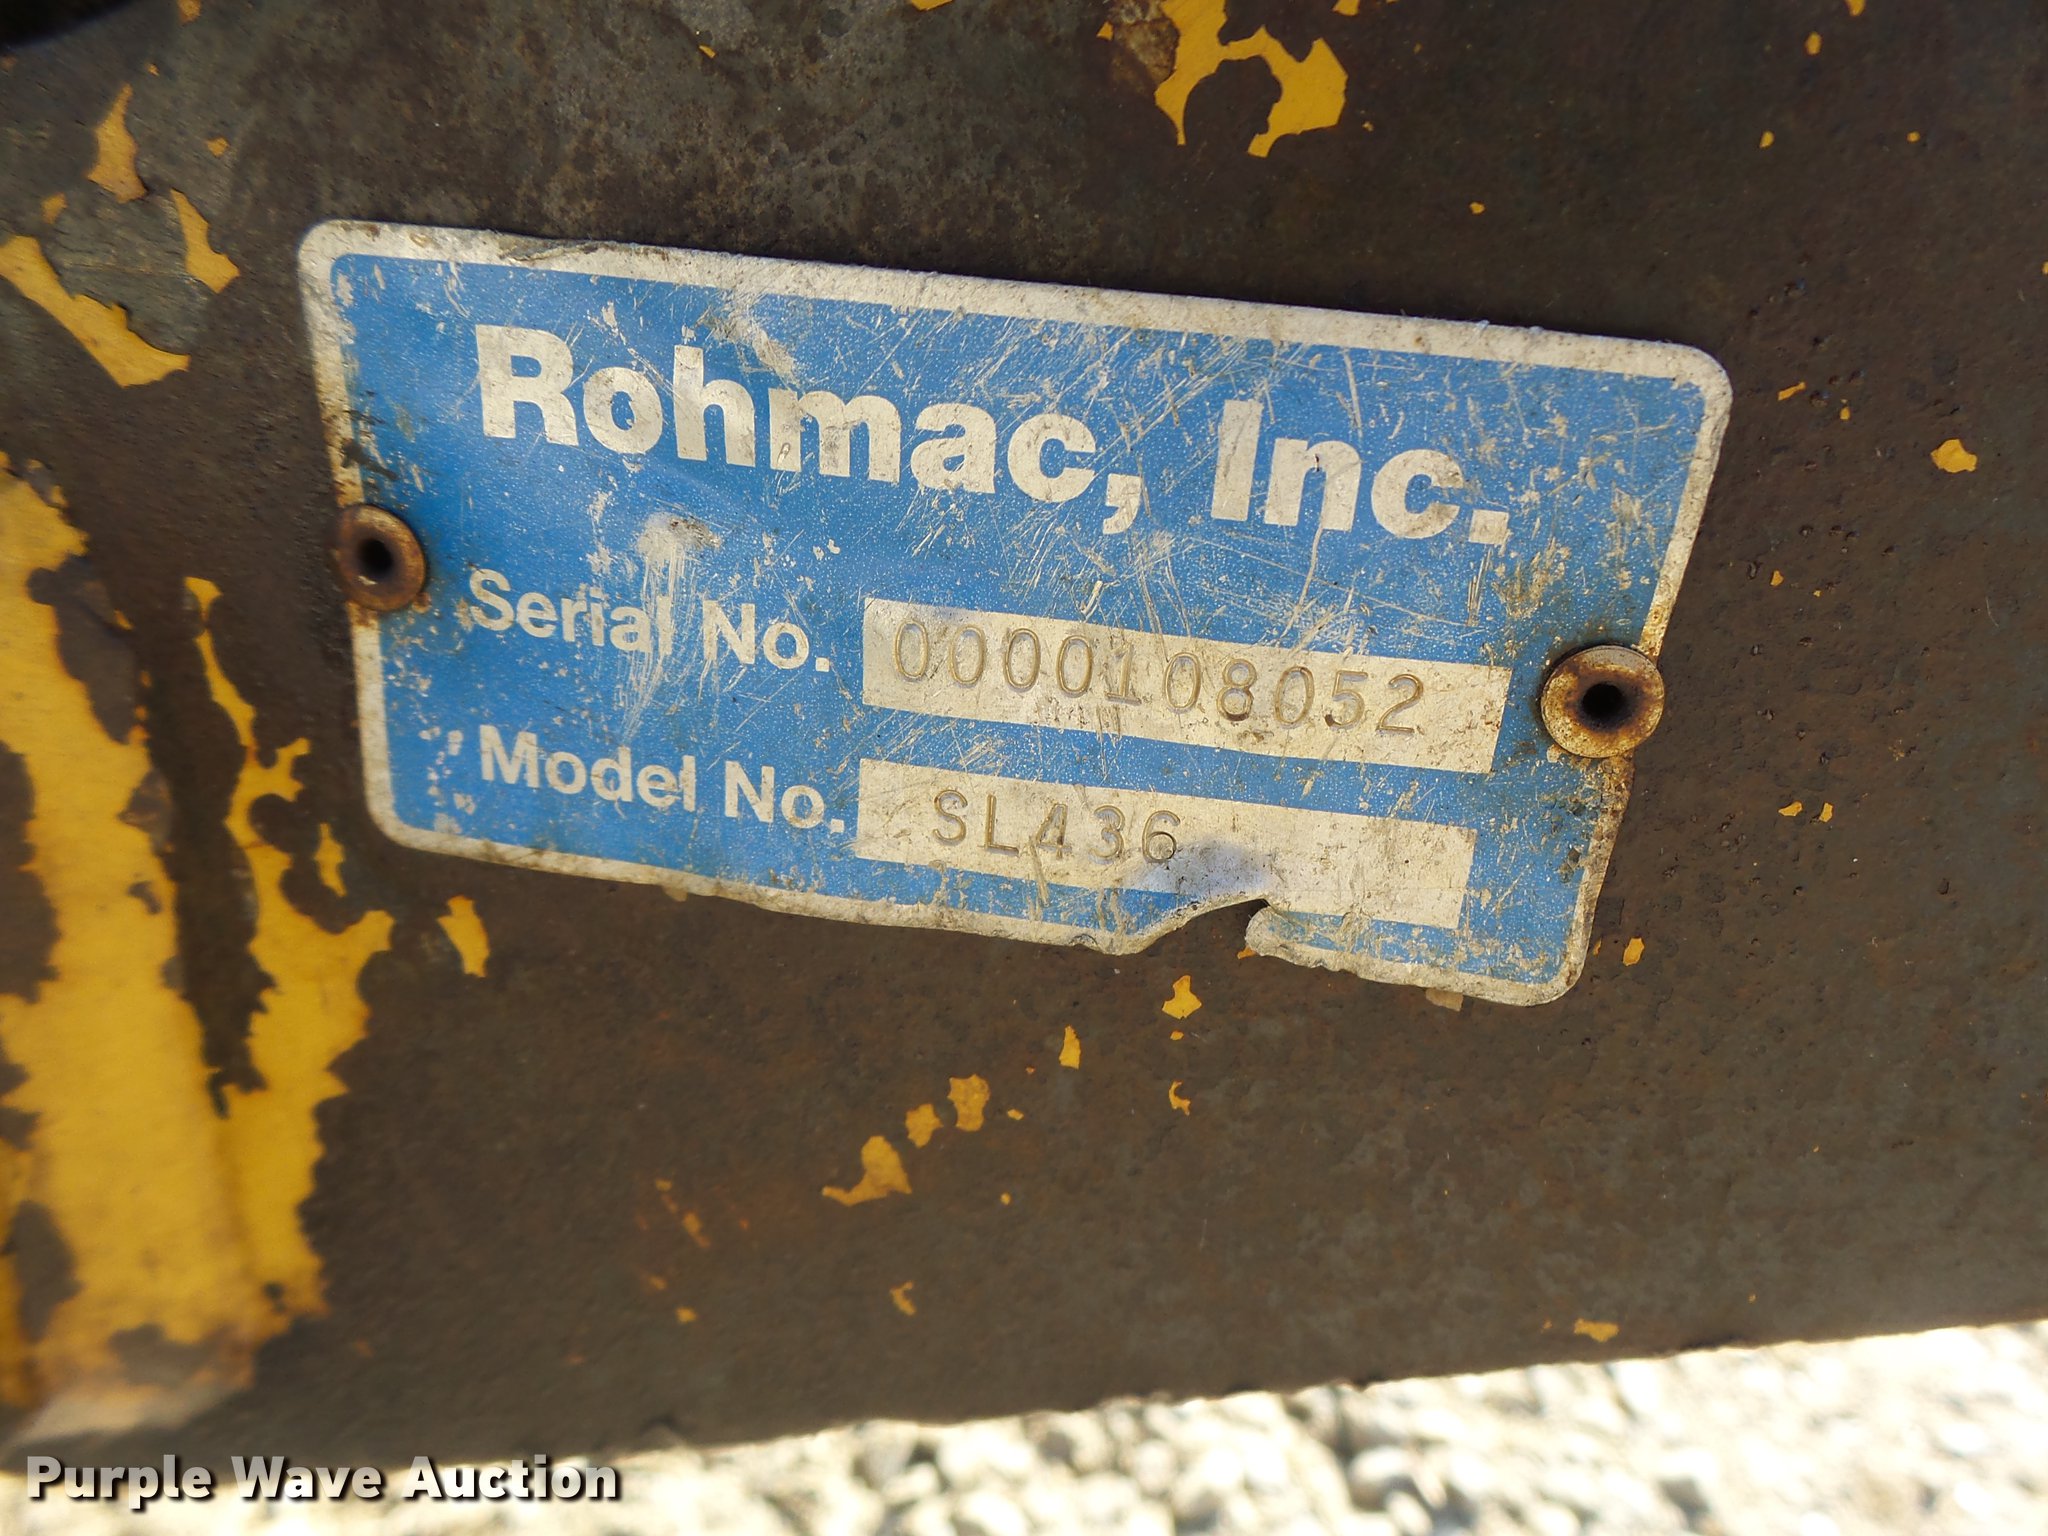 Rohmac, Inc.
Serial No. 0000108052
Model No. SL436
Purple Wave Auction